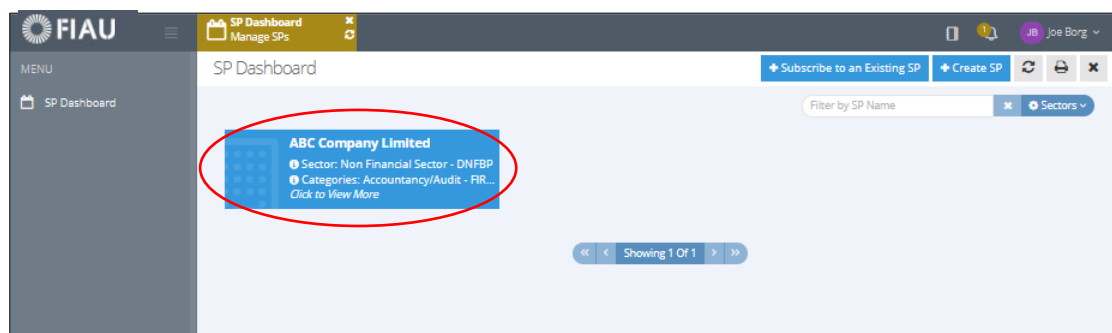 FIAU
SP Dashboard
Manage SPs
1
JB Joe Borg
MENU
SP Dashboard
SP Dashboard
+ Subscribe to an Existing SP
+ Create SP
Filter by SP Name
Sectors
ABC Company Limited
Sector: Non Financial Sector - DNFBP
Categories: Accountancy/Audit - FIR...
Click to View More
« < Showing 1 Of 1 > »